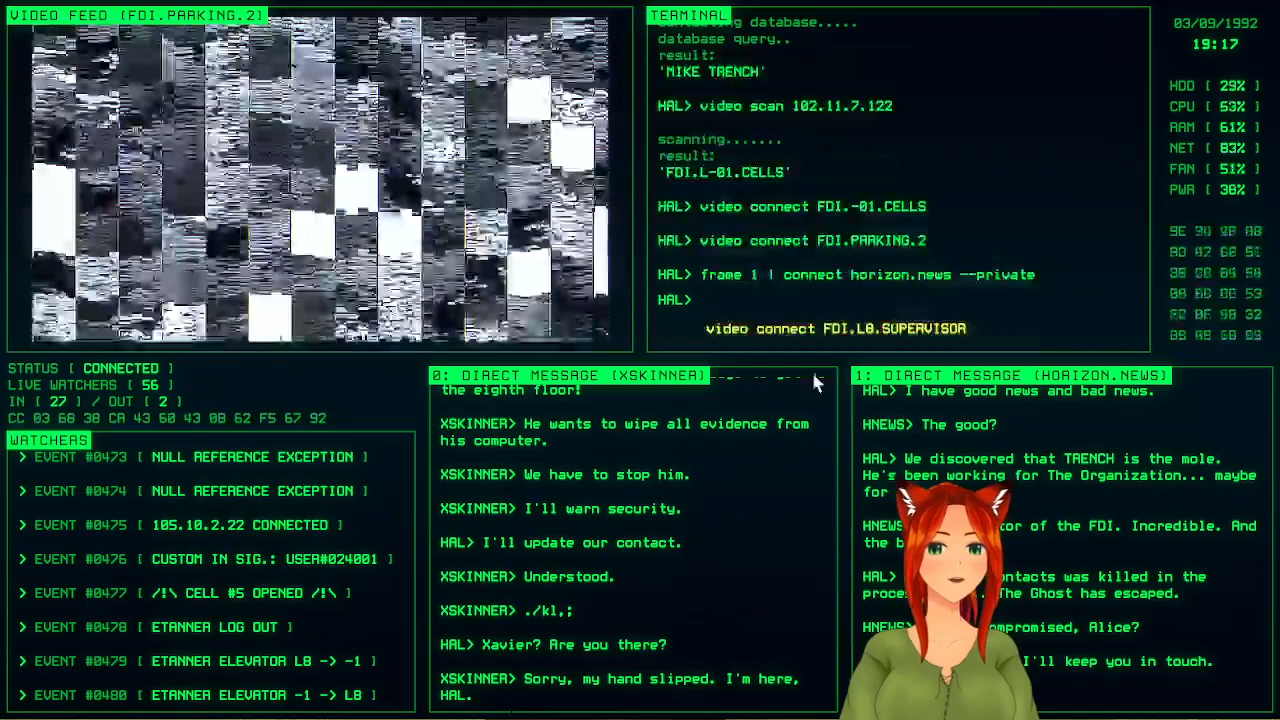 VIDEO FEED (FDI.PARKING.2)
TERMINAL
database.....
database query..
result:
'MIKE TRENCH'
HAL> video scan 102.11.7.122
scanning.......
result:
'FDI.L-01.CELLS'
HAL> video connect FDI.-01.CELLS
HAL> video connect FDI.PARKING.2
HAL> frame 1 | connect horizon.news --private
HAL>
video connect FDI.L8.SUPERVISOR
03/09/1992
19:17
HDD [ 29% ]
CPU [ 53% ]
RAM [ 61% ]
NET [ 83% ]
FAN [ 51% ]
PWR [ 38% ]
STATUS [ CONNECTED ]
LIVE WATCHERS [ 56 ]
IN [ 27 ] / OUT [ 2 ]
CC 03 68 38 CA 43 60 43 0B 62 F5 67 92
WATCHERS
> EVENT #0473 [ NULL REFERENCE EXCEPTION ]
> EVENT #0474 [ NULL REFERENCE EXCEPTION ]
> EVENT #0475 [ 105.10.2.22 CONNECTED ]
> EVENT #0476 [ CUSTOM IN SIG.: USER#024001 ]
> EVENT #0477 [ /!\ CELL #5 OPENED /!\ ]
> EVENT #0478 [ ETANNER LOG OUT ]
> EVENT #0479 [ ETANNER ELEVATOR L8 -> -1 ]
> EVENT #0480 [ ETANNER ELEVATOR -1 -> L8 ]
0: DIRECT MESSAGE (XSKINNER)
the eighth floor!
XSKINNER> He wants to wipe all evidence from
his computer.
XSKINNER> We have to stop him.
XSKINNER> I'll warn security.
HAL> I'll update our contact.
XSKINNER> Understood.
XSKINNER> ./kl,;
HAL> Xavier? Are you there?
XSKINNER> Sorry, my hand slipped. I'm here,
HAL.
1: DIRECT MESSAGE (HORIZON.NEWS)
HAL> I have good news and bad news.
HNEWS> The good?
HAL> We discovered that TRENCH is the mole.
He's been working for The Organization... maybe
for
HNEWS of the FDI. Incredible. And
the
HAL> was killed in the
The Ghost has escaped.
HNEWS Alice?
I'll keep you in touch.